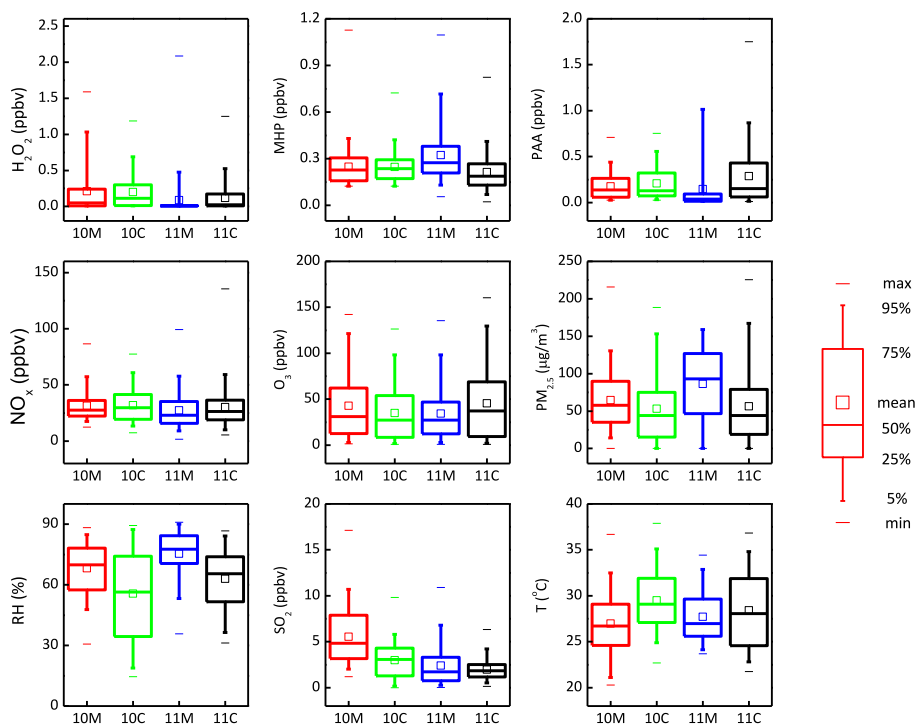 H₂O₂ (ppbv)
2.5
2.0
1.5
1.0
0.5
0.0
10M 10C 11M 11C
MHP (ppbv)
1.2
0.9
0.6
0.3
0.0
10M 10C 11M 11C
PAA (ppbv)
2.0
1.5
1.0
0.5
0.0
10M 10C 11M 11C
NOₓ (ppbv)
150
100
50
0
10M 10C 11M 11C
O₃ (ppbv)
200
150
100
50
0
10M 10C 11M 11C
PM₂.₅ (μg/m³)
250
200
150
100
50
0
10M 10C 11M 11C
max
95%
75%
mean
50%
25%
5%
min
RH (%)
90
60
30
0
10M 10C 11M 11C
SO₂ (ppbv)
20
15
10
5
0
10M 10C 11M 11C
T (°C)
40
35
30
25
20
10M 10C 11M 11C